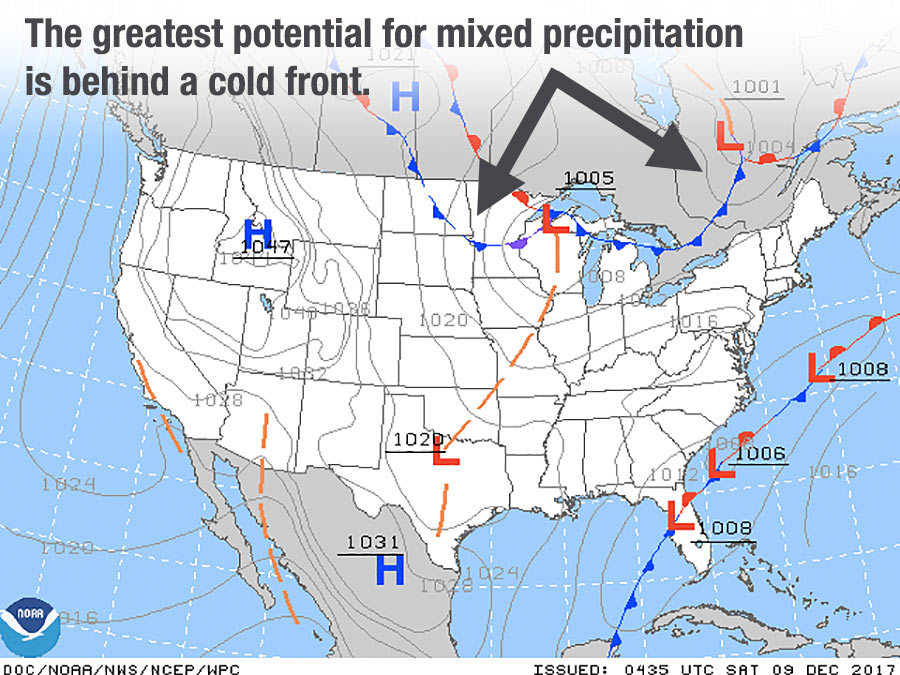 The greatest potential for mixed precipitation
is behind a cold front.
1021
H
1008
1001
L
1004
1005
L
H
1047
1008
1040
1036
1020
1016
1032
1028
L
1008
1020
L
1006
L
1008
1012
1016
1024
L
1008
1031
H
1020
1024
1028
NOAA
1016
DOC/NOAA/NWS/NCEP/WPC
ISSUED: 0435 UTC SAT 09 DEC 2017